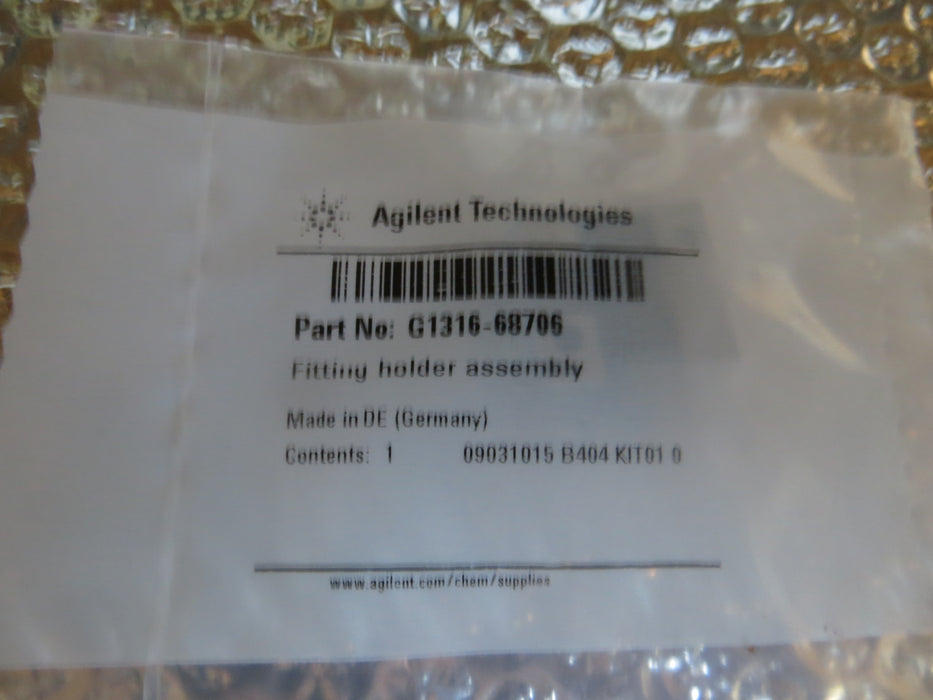 Agilent Technologies
Part No: G1316-68706
Fitting holder assembly
Made in DE (Germany)
Contents: 1 09031015 B404 KIT01 0
www.agilent.com/chem/supplies